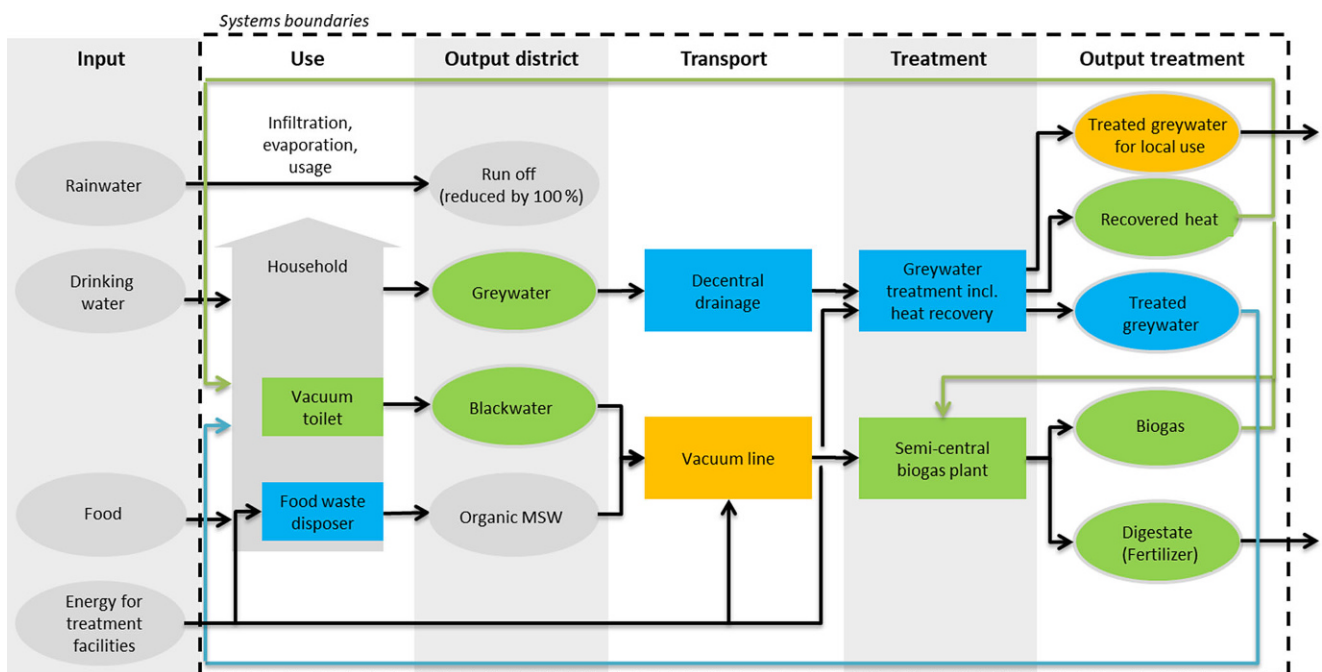 Systems boundaries
Input
Use
Output district
Transport
Treatment
Output treatment
Rainwater
Infiltration,
evaporation,
usage
Run off
(reduced by 100 %)
Treated greywater
for local use
Recovered heat
Drinking
water
Household
Greywater
Decentral
drainage
Greywater
treatment incl.
heat recovery
Treated
greywater
Vacuum
toilet
Blackwater
Vacuum line
Semi-central
biogas plant
Biogas
Food
Food waste
disposer
Organic MSW
Digestate
(Fertilizer)
Energy for
treatment
facilities